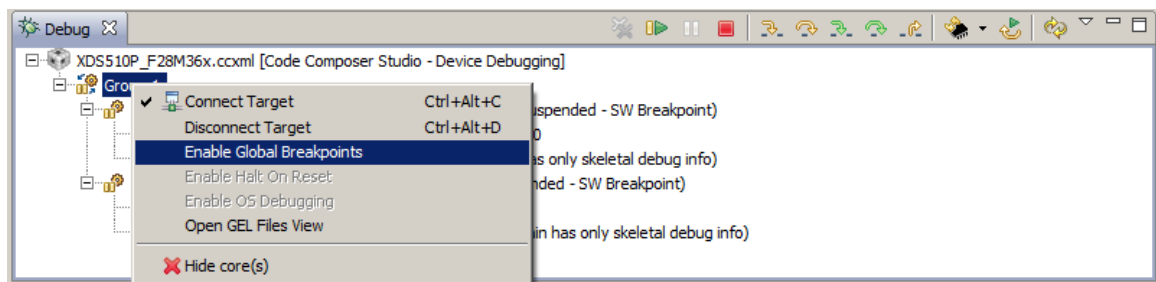 Debug
XDS510P_F28M36x.ccxml [Code Composer Studio - Device Debugging]
Connect Target Ctrl+Alt+C
uspended - SW Breakpoint)
Disconnect Target Ctrl+Alt+D
0
Enable Global Breakpoints
as only skeletal debug info)
Enable Halt On Reset
nded - SW Breakpoint)
Enable OS Debugging
Open GEL Files View
in has only skeletal debug info)
Hide core(s)